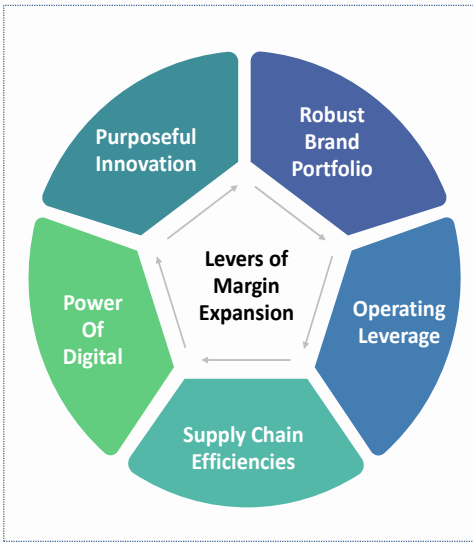 Purposeful
Innovation
Robust
Brand
Portfolio
Levers of
Margin
Expansion
Power
Of
Digital
Operating
Leverage
Supply Chain
Efficiencies